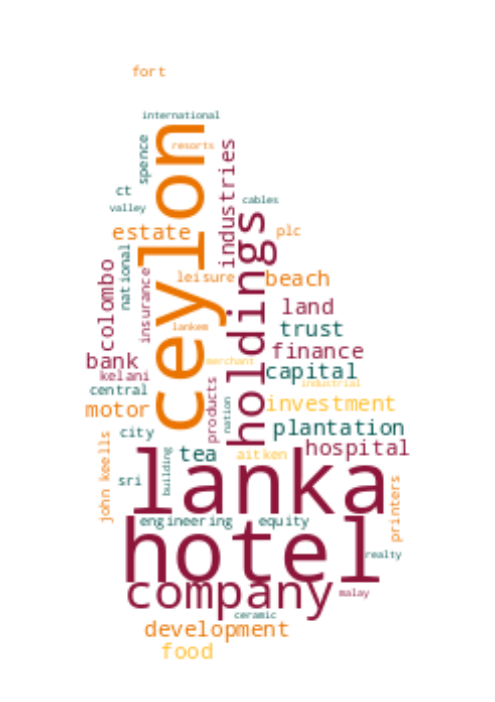 fort
international
ceylon
resorts
spence
industries
ct
cables
valley
holdings
estate
plc
national
colombo
insurance
leisure
beach
land
lankem
trust
finance
bank
merchant
capital
kelani
industrial
central
products
nation
motor
investment
plantation
city
john keells
hospital
tea
aitken
building
lanka
sri
printers
engineering
equity
hotel
realty
company
malay
ceramic
development
food